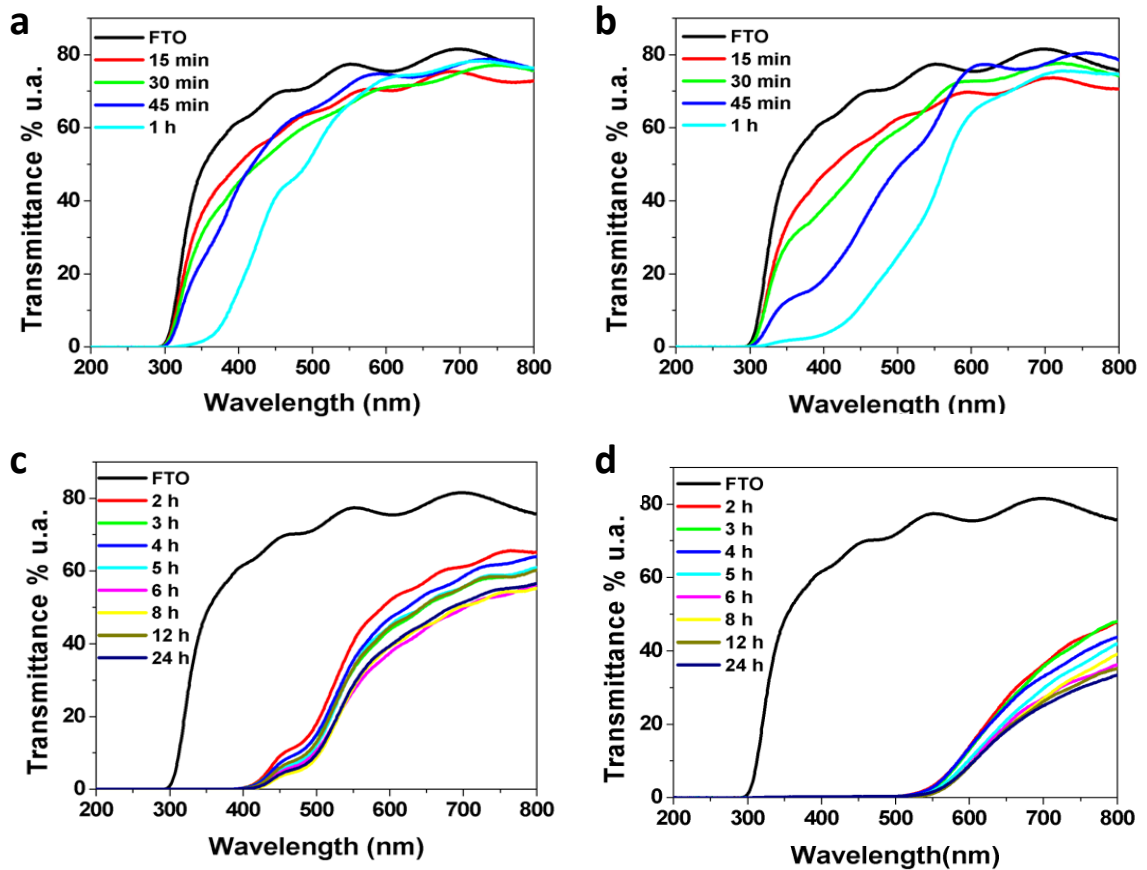 a
FTO
15 min
30 min
45 min
1 h
80
60
40
20
0
200 300 400 500 600 700 800
Transmittance % u.a.
Wavelength (nm)
b
FTO
15 min
30 min
45 min
1 h
80
60
40
20
0
200 300 400 500 600 700 800
Transmittance % u.a.
Wavelength (nm)
c
FTO
2 h
3 h
4 h
5 h
6 h
8 h
12 h
24 h
80
60
40
20
0
200 300 400 500 600 700 800
Transmittance % u.a.
Wavelength (nm)
d
FTO
2 h
3 h
4 h
5 h
6 h
8 h
12 h
24 h
80
60
40
20
0
200 300 400 500 600 700 800
Transmittance % u.a.
Wavelength(nm)